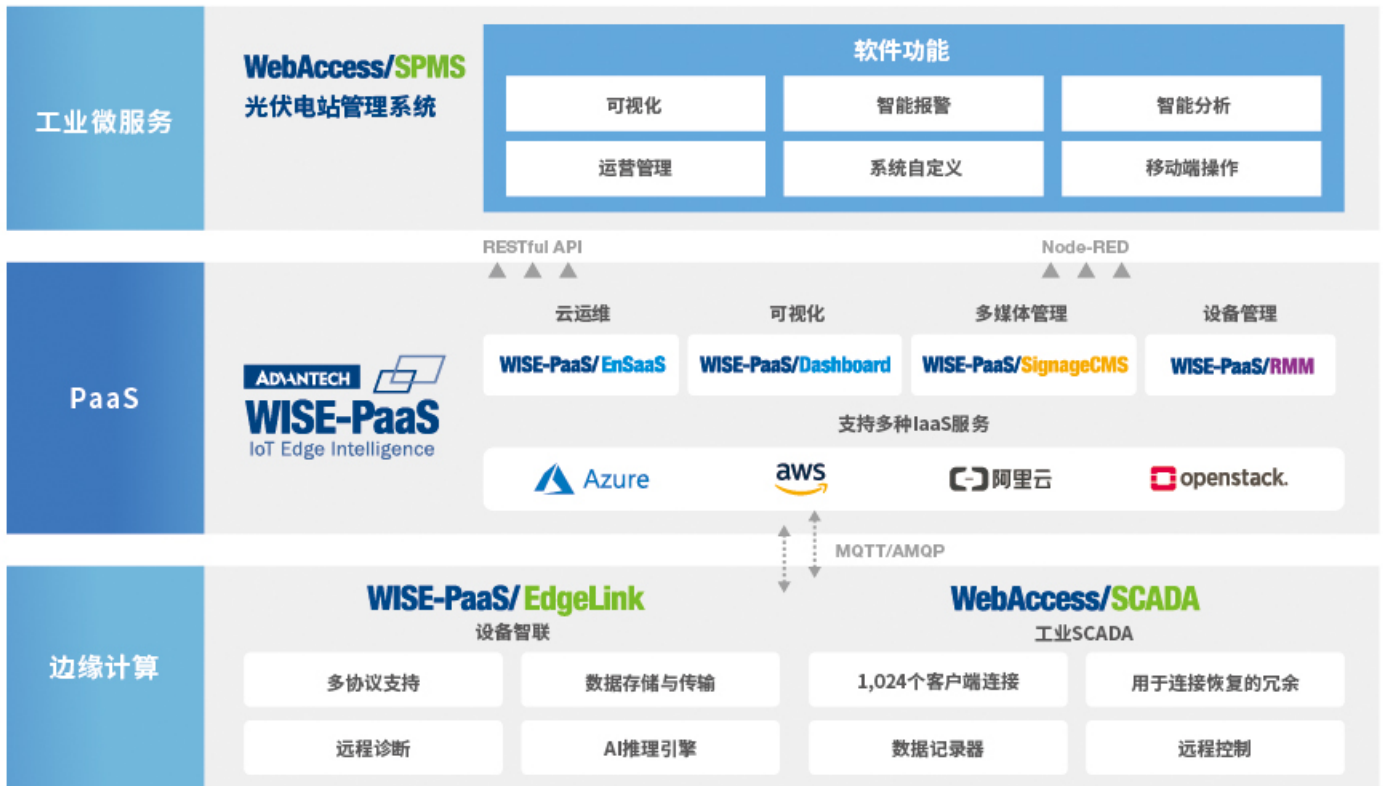 工业微服务
WebAccess/SPMS
光伏电站管理系统
软件功能
可视化
智能报警
智能分析
运营管理
系统自定义
移动端操作
RESTful API
Node-RED
PaaS
ADVANTECH
WISE-PaaS
IoT Edge Intelligence
云运维
可视化
多媒体管理
设备管理
WISE-PaaS/EnSaaS
WISE-PaaS/Dashboard
WISE-PaaS/SignageCMS
WISE-PaaS/RMM
支持多种IaaS服务
Azure
aws
阿里云
openstack.
MQTT/AMQP
边缘计算
WISE-PaaS/EdgeLink
设备智联
WebAccess/SCADA
工业SCADA
多协议支持
数据存储与传输
1,024个客户端连接
用于连接恢复的冗余
远程诊断
AI推理引擎
数据记录器
远程控制